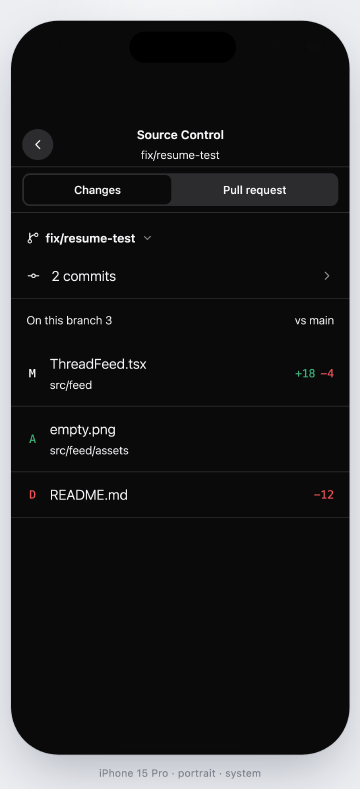 Source Control
fix/resume-test
Changes
Pull request
fix/resume-test
2 commits
On this branch 3
vs main
M
ThreadFeed.tsx
+18 −4
src/feed
A
empty.png
src/feed/assets
D
README.md
−12
iPhone 15 Pro · portrait · system